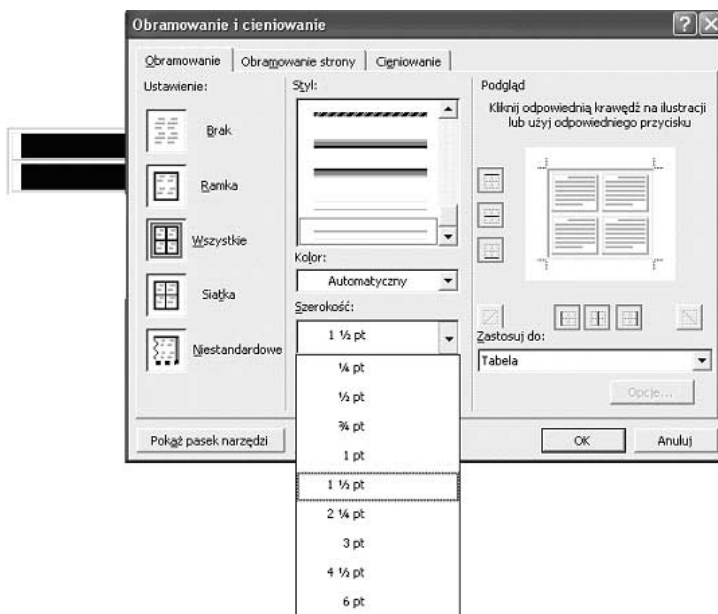 Obramowanie i cieniowanie
Obramowanie
Obramowanie strony
Cieniowanie
Ustawienie:
Brak
Ramka
Wszystkie
Siatka
Niestandardowe
Styl:
Kolor:
Automatyczny
Szerokość:
1 ½ pt
¼ pt
½ pt
¾ pt
1 pt
1 ½ pt
2 ¼ pt
3 pt
4 ½ pt
6 pt
Podgląd
Kliknij odpowiednią krawędź na ilustracji
lub użyj odpowiedniego przycisku
Zastosuj do:
Tabela
Opcje...
Pokaż pasek narzędzi
OK
Anuluj